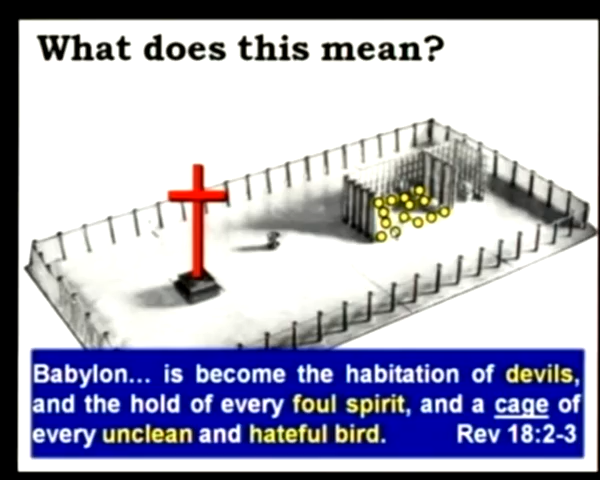 What does this mean?
Babylon... is become the habitation of devils,
and the hold of every foul spirit, and a cage of
every unclean and hateful bird. Rev 18:2-3